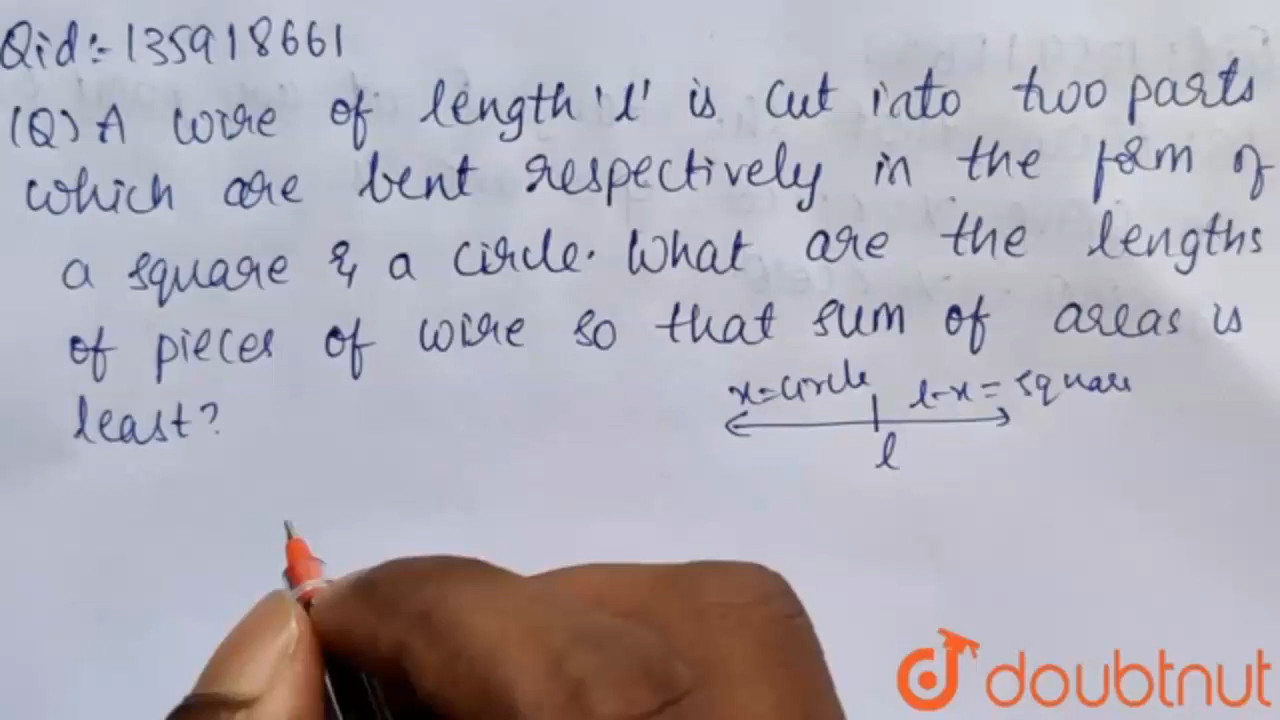 Qid:- 135918661
(Q) A wire of length 'l' is cut into two parts
which are bent respectively in the form of
a square & a circle. What are the lengths
of pieces of wire so that sum of areas is
least?
x=circle l-x= square
l
doubtnut